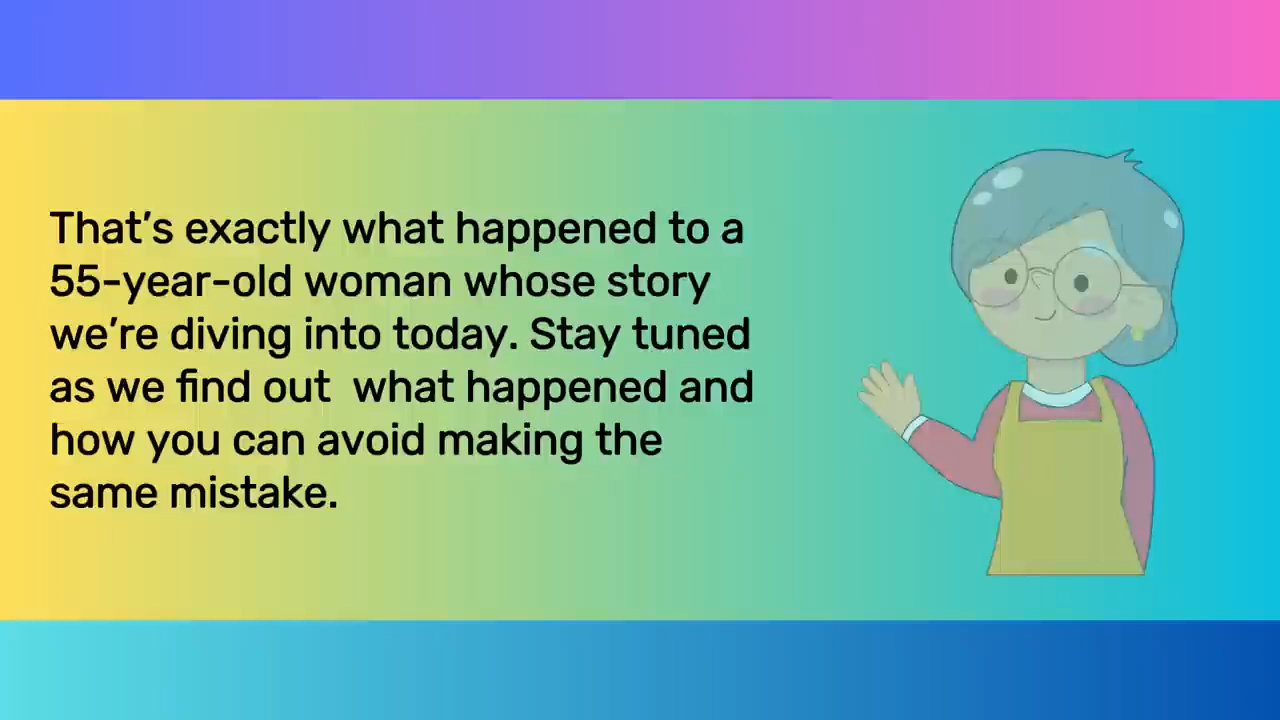 That’s exactly what happened to a
55-year-old woman whose story
we’re diving into today. Stay tuned
as we find out  what happened and
how you can avoid making the
same mistake.